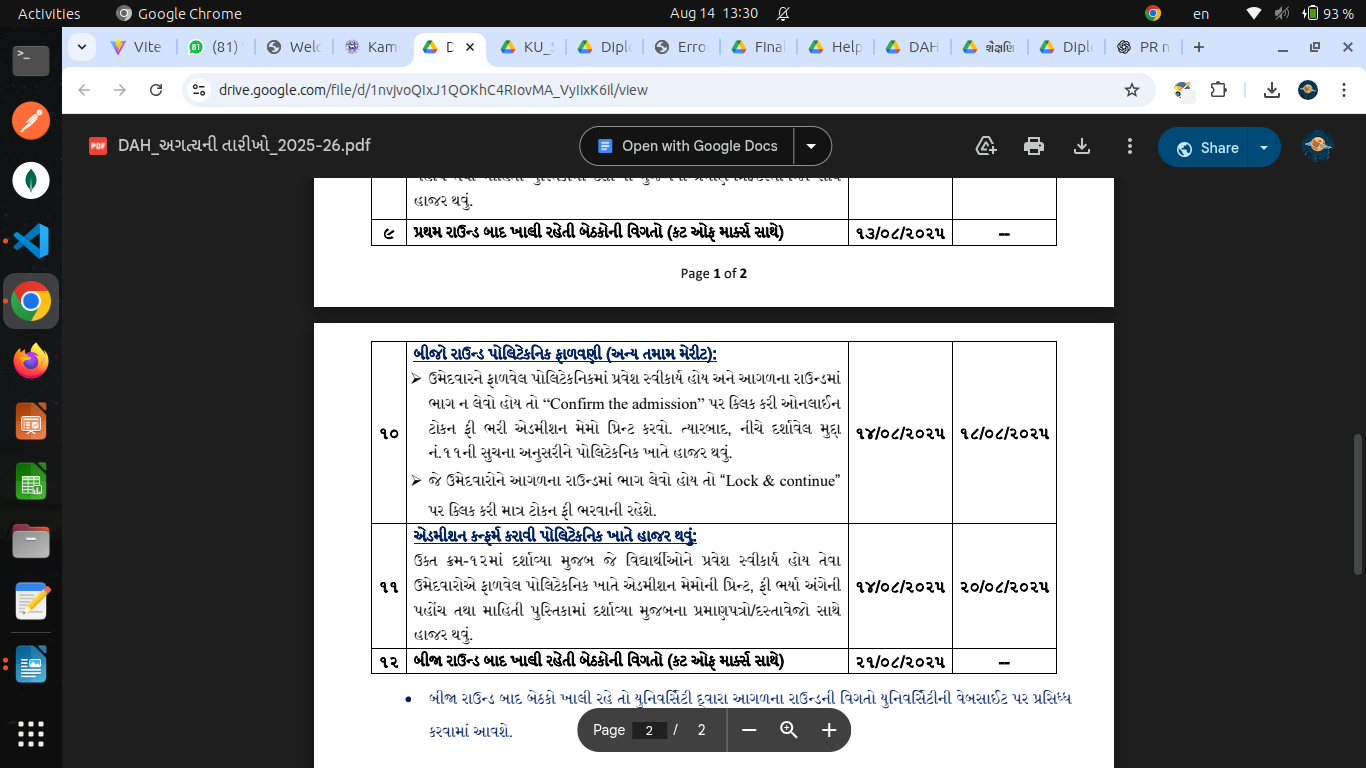 Activities
Google Chrome
Aug 14 13:30
en
93 %
Vite
(81)
Welc
Kam
D
KU_
Diplo
Erro
Final
Help
DAH
શૈક્ષણિ
Diplo
PR n
drive.google.com/file/d/1nvjvoQIxJ1QOKhC4RIovMA_VyIIxK6Il/view
DAH_અગત્યની તારીખો_2025-26.pdf
Open with Google Docs
Share
હાજર થવું.
૯ પ્રથમ રાઉન્ડ બાદ ખાલી રહેતી બેઠકોની વિગતો (કટ ઓફ માર્ક્સ સાથે) ૧૩/૦૮/૨૦૨૫ --
Page 1 of 2
બીજો રાઉન્ડ પોલિટેકનિક ફાળવણી (અન્ય તમામ મેરીટ):
➢ ઉમેદવારને ફાળવેલ પોલિટેકનિકમાં પ્રવેશ સ્વીકાર્ય હોય અને આગળના રાઉન્ડમાં
ભાગ ન લેવો હોય તો “Confirm the admission” પર ક્લિક કરી ઓનલાઈન
૧૦ ટોકન ફી ભરી એડમીશન મેમો પ્રિન્ટ કરવો. ત્યારબાદ, નીચે દર્શાવેલ મુદ્દા ૧૪/૦૮/૨૦૨૫ ૧૮/૦૮/૨૦૨૫
નં.૧૧ની સુચના અનુસરીને પોલિટેકનિક ખાતે હાજર થવું.
➢ જે ઉમેદવારોને આગળના રાઉન્ડમાં ભાગ લેવો હોય તો “Lock & continue”
પર ક્લિક કરી માત્ર ટોકન ફી ભરવાની રહેશે.
એડમીશન કન્ફર્મ કરાવી પોલિટેકનિક ખાતે હાજર થવું:
ઉક્ત ક્રમ-૧૨માં દર્શાવ્યા મુજબ જે વિદ્યાર્થીઓને પ્રવેશ સ્વીકાર્ય હોય તેવા
૧૧ ઉમેદવારોએ ફાળવેલ પોલિટેકનિક ખાતે એડમીશન મેમોની પ્રિન્ટ, ફી ભર્યા અંગેની ૧૪/૦૮/૨૦૨૫ ૨૦/૦૮/૨૦૨૫
પહોંચ તથા માહિતી પુસ્તિકામાં દર્શાવ્યા મુજબના પ્રમાણપત્રો/દસ્તાવેજો સાથે
હાજર થવું.
૧૨ બીજા રાઉન્ડ બાદ ખાલી રહેતી બેઠકોની વિગતો (કટ ઓફ માર્ક્સ સાથે) ૨૧/૦૮/૨૦૨૫ --
• બીજા રાઉન્ડ બાદ બેઠકો ખાલી રહે તો યુનિવર્સિટી દ્વારા આગળના રાઉન્ડની વિગતો યુનિવર્સિટીની વેબસાઈટ પર પ્રસિધ્ધ
કરવામાં આવશે.
Page 2 / 2